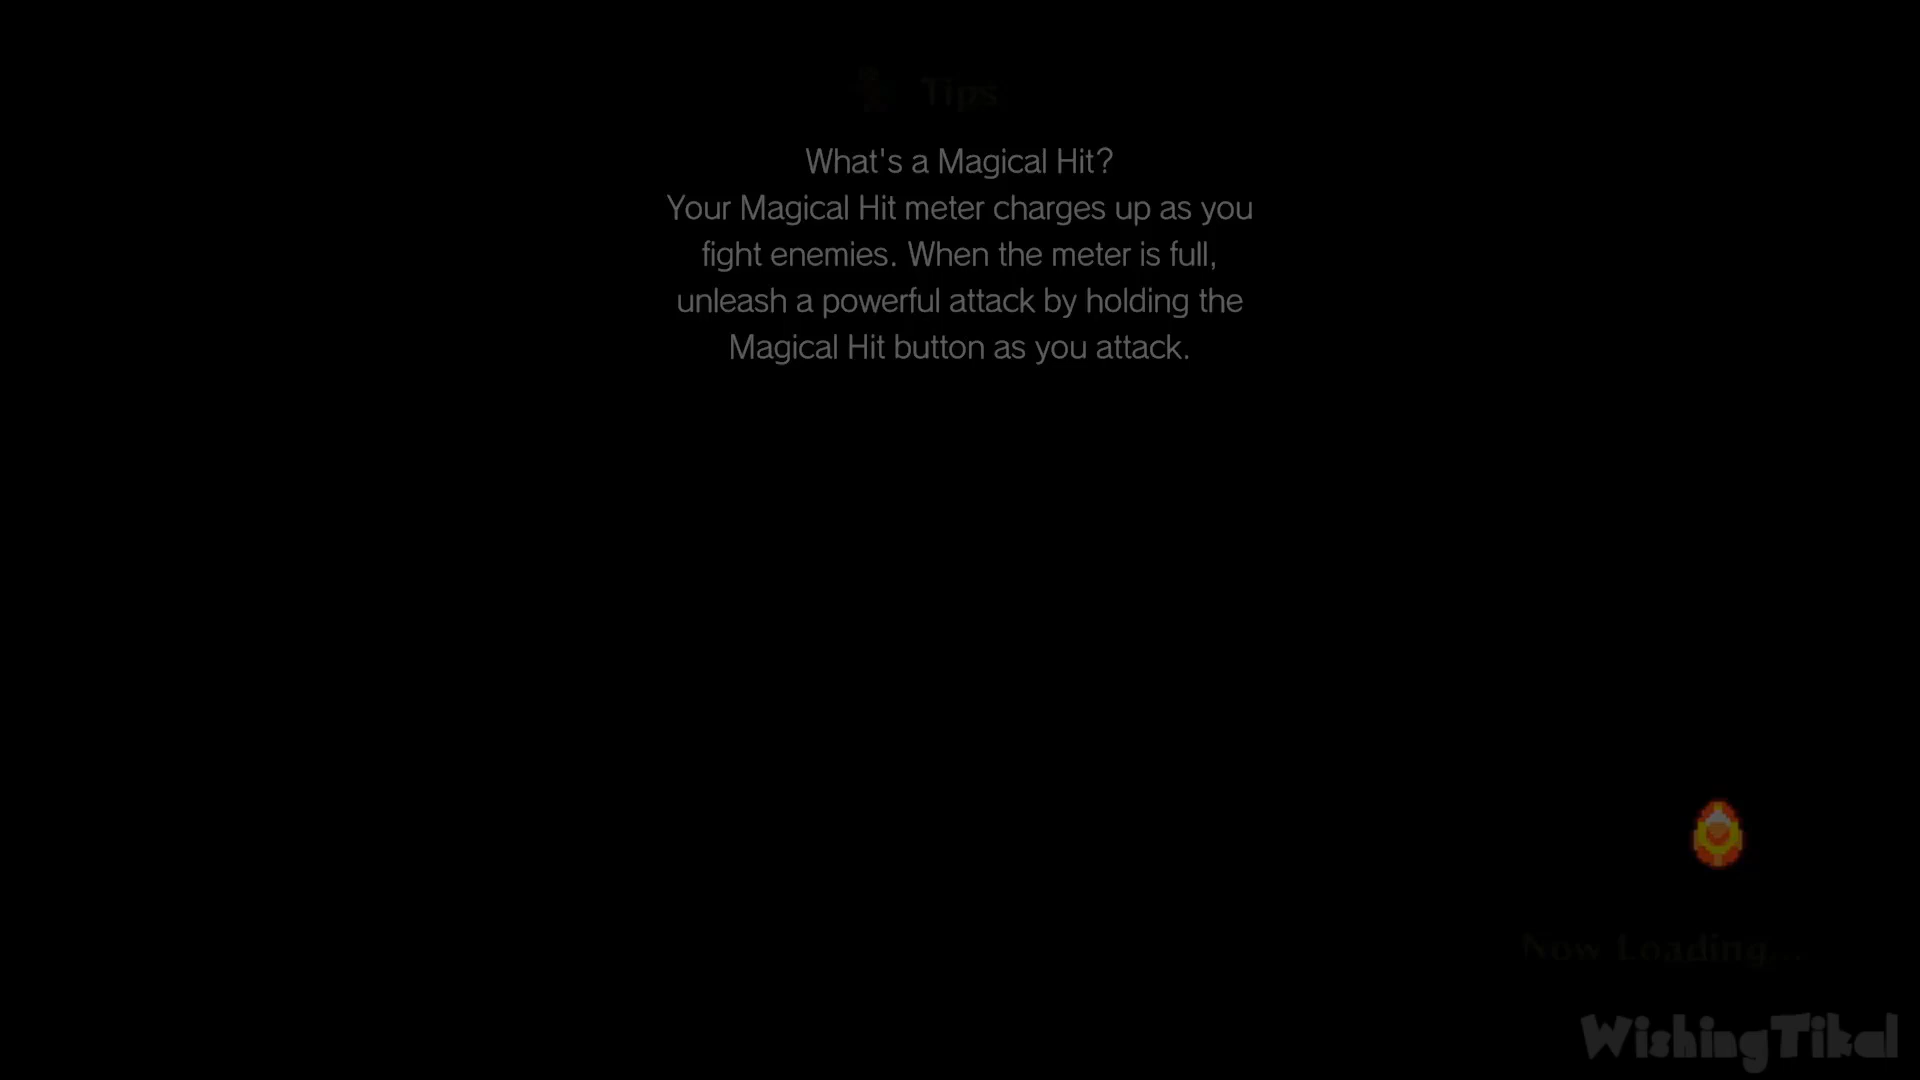 Tips
What's a Magical Hit?
Your Magical Hit meter charges up as you
fight enemies. When the meter is full,
unleash a powerful attack by holding the
Magical Hit button as you attack.
Now Loading...
WishingTikal